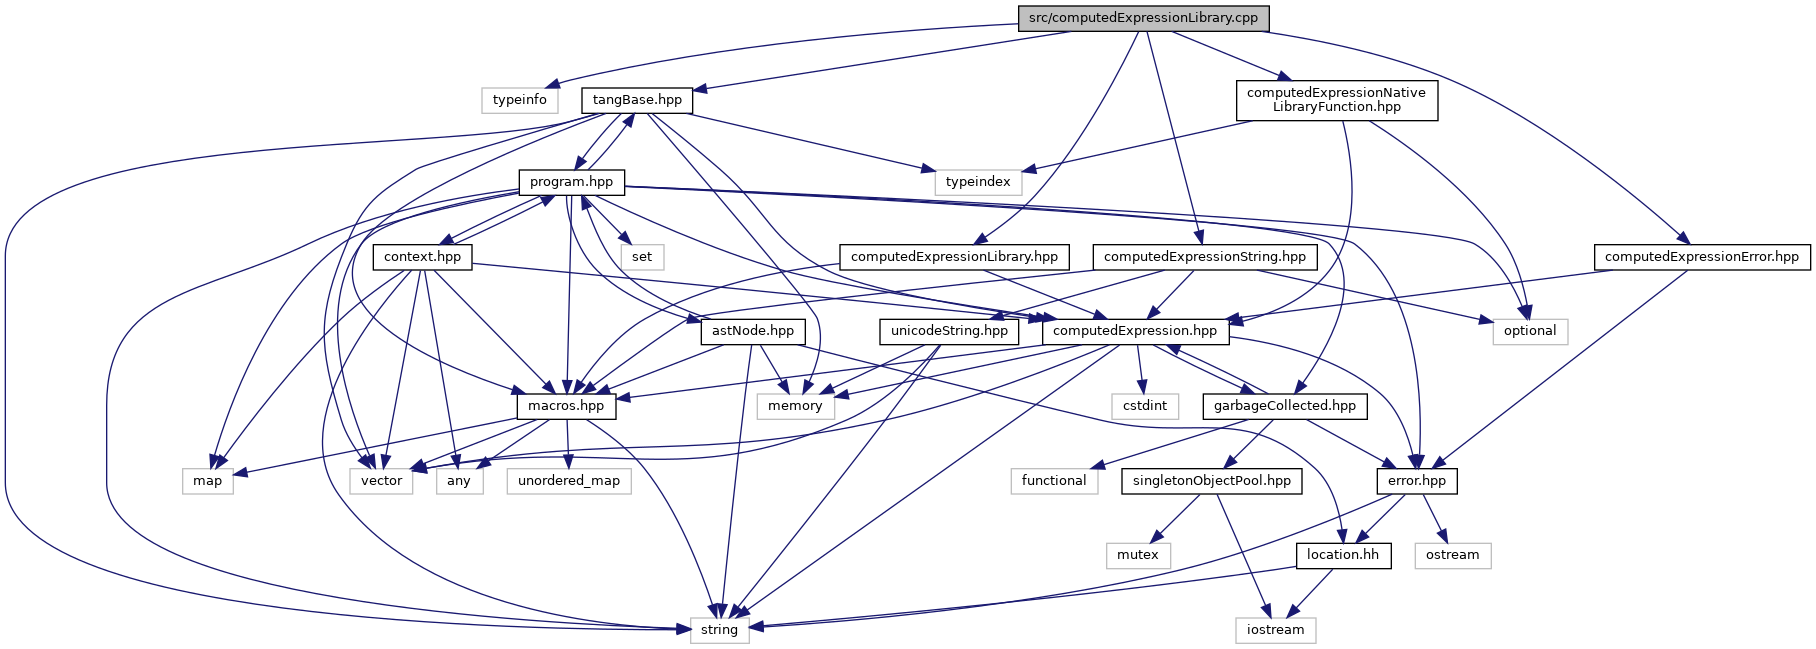 src/computedExpressionLibrary.cpp
typeinfo
tangBase.hpp
computedExpressionNative
LibraryFunction.hpp
program.hpp
typeindex
context.hpp
set
computedExpressionLibrary.hpp
computedExpressionString.hpp
computedExpressionError.hpp
astNode.hpp
unicodeString.hpp
computedExpression.hpp
optional
macros.hpp
memory
cstdint
garbageCollected.hpp
map
vector
any
unordered_map
functional
singletonObjectPool.hpp
error.hpp
mutex
location.hh
ostream
string
iostream